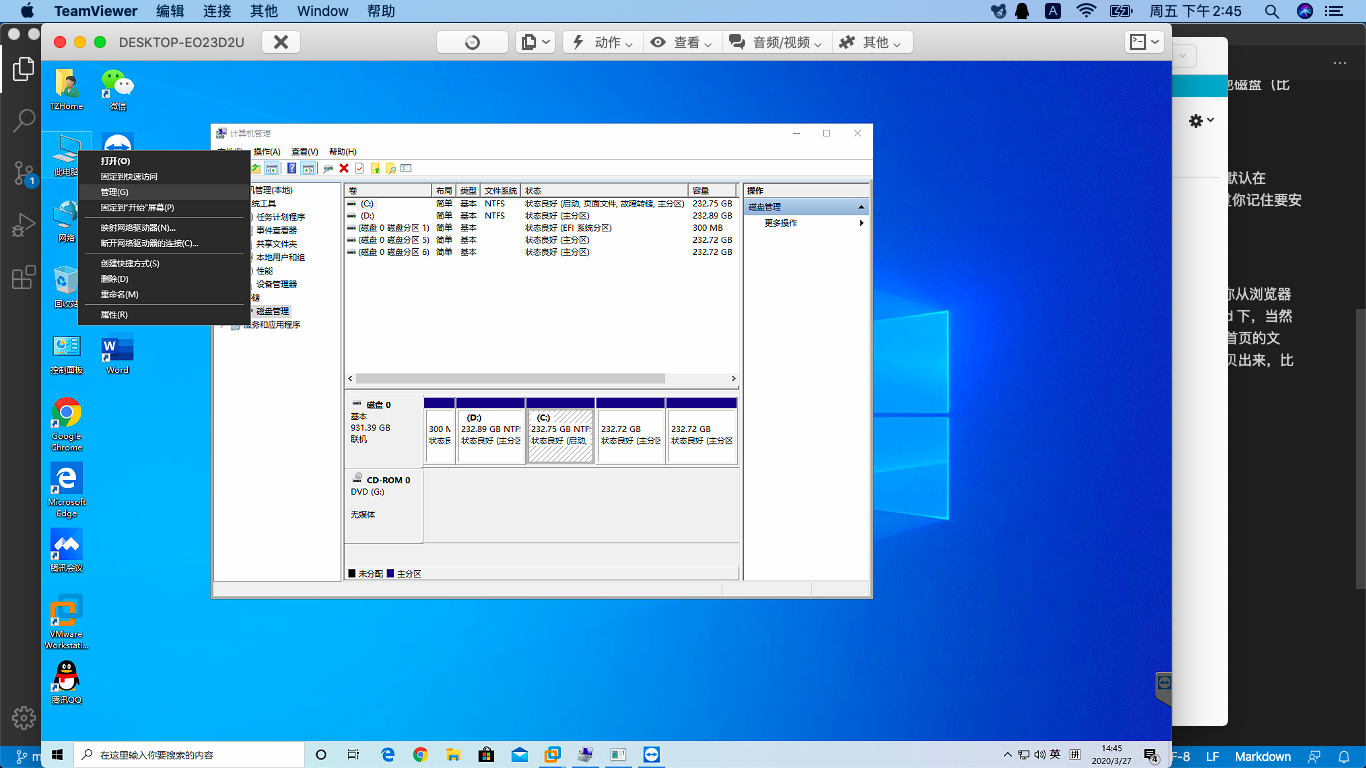 TeamViewer 编辑 连接 其他 Window 帮助
周五 下午2:45
DESKTOP-EO23D2U
动作 查看 音频/视频 其他
TZHome
微信
此电脑
网络
回收站
控制面板
Word
Google Chrome
Microsoft Edge
腾讯会议
VMware Workstati...
腾讯QQ
打开(O)
固定到快速访问
管理(G)
固定到"开始"屏幕(P)
映射网络驱动器(N)...
断开网络驱动器的连接(C)...
创建快捷方式(S)
删除(D)
重命名(M)
属性(R)
计算机管理
操作(A) 查看(V) 帮助(H)
机管理(本地)
统工具
任务计划程序
事件查看器
共享文件夹
本地用户和组
性能
设备管理器
储
磁盘管理
服务和应用程序
卷 布局 类型 文件系统 状态 容量
(C:) 简单 基本 NTFS 状态良好 (启动, 页面文件, 故障转储, 主分区) 232.75 GB
(D:) 简单 基本 NTFS 状态良好 (主分区) 232.89 GB
(磁盘 0 磁盘分区 1) 简单 基本 状态良好 (EFI 系统分区) 300 MB
(磁盘 0 磁盘分区 5) 简单 基本 状态良好 (主分区) 232.72 GB
(磁盘 0 磁盘分区 6) 简单 基本 状态良好 (主分区) 232.72 GB
操作
磁盘管理
更多操作
磁盘 0
基本
931.39 GB
联机
300 M
状态良
(D:)
232.89 GB NTF
状态良好 (主分区
(C:)
232.75 GB NTF
状态良好 (启动,
232.72 GB
状态良好 (主分区
232.72 GB
状态良好 (主分区
CD-ROM 0
DVD (G:)
无媒体
未分配 主分区
也磁盘（比
默认在
你记住要安
你从浏览器
d 下，当然
首页的文
贝出来，比
在这里输入你要搜索的内容
英 拼
14:45
2020/3/27
4
1
m
F-8 LF Markdown